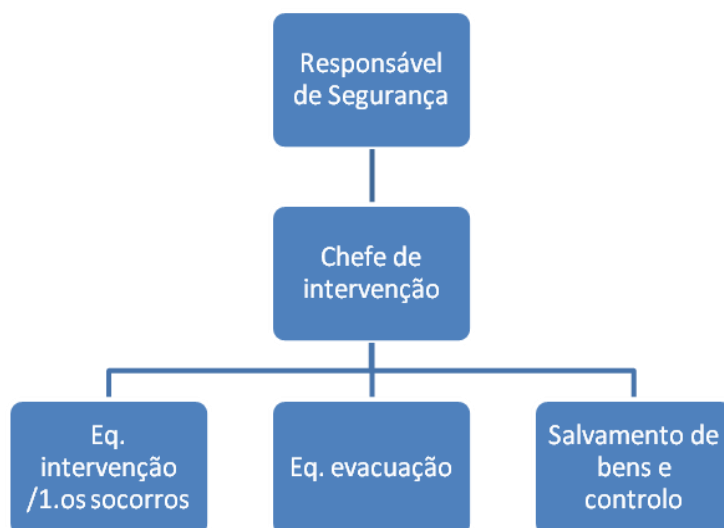 Responsável
de Segurança
Chefe de
intervenção
Eq.
intervenção
/1.os socorros
Eq. evacuação
Salvamento de
bens e
controlo